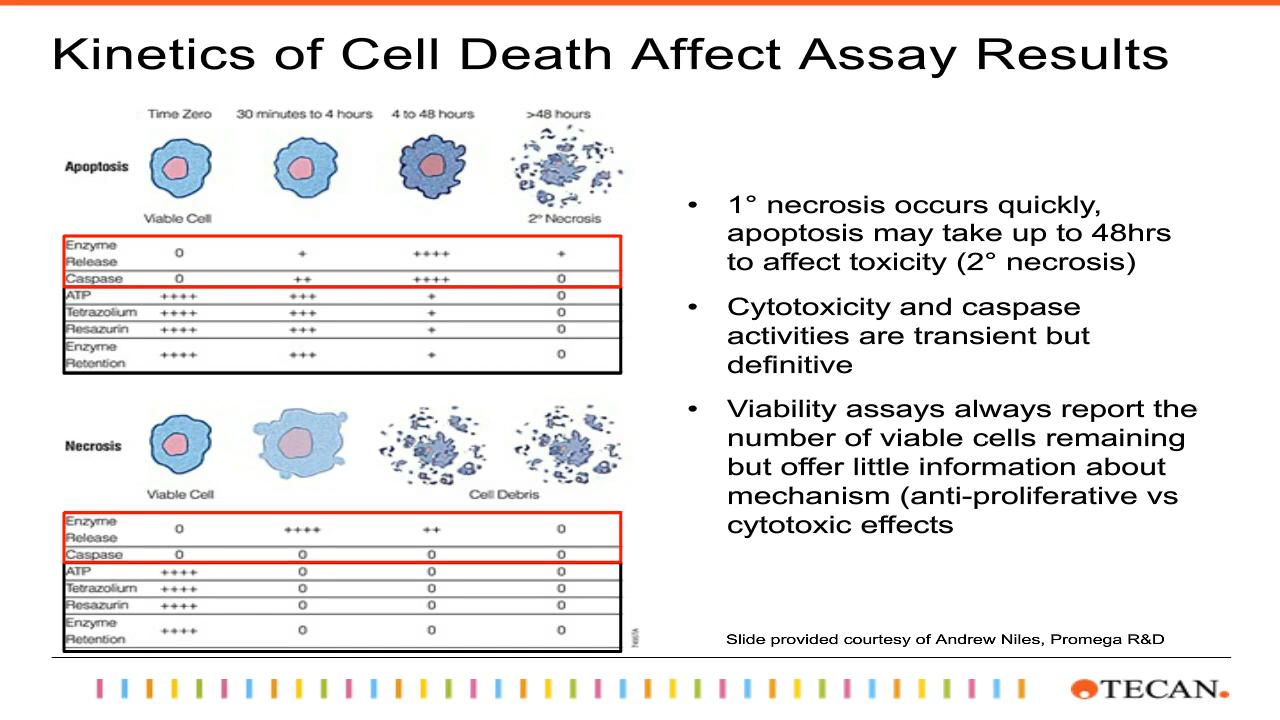 Kinetics of Cell Death Affect Assay Results
Time Zero 30 minutes to 4 hours 4 to 48 hours >48 hours
Apoptosis
Viable Cell 2° Necrosis
Enzyme Release 0 + ++++ +
Caspase 0 ++ ++++ 0
ATP ++++ +++ + 0
Tetrazolium ++++ +++ + 0
Resazurin ++++ +++ + 0
Enzyme Retention ++++ +++ + 0
Necrosis
Viable Cell Cell Debris
Enzyme Release 0 ++++ ++ 0
Caspase 0 0 0 0
ATP ++++ 0 0 0
Tetrazolium ++++ 0 0 0
Resazurin ++++ 0 0 0
Enzyme Retention ++++ 0 0 0
• 1° necrosis occurs quickly,
apoptosis may take up to 48hrs
to affect toxicity (2° necrosis)
• Cytotoxicity and caspase
activities are transient but
definitive
• Viability assays always report the
number of viable cells remaining
but offer little information about
mechanism (anti-proliferative vs
cytotoxic effects
Slide provided courtesy of Andrew Niles, Promega R&D
TECAN.